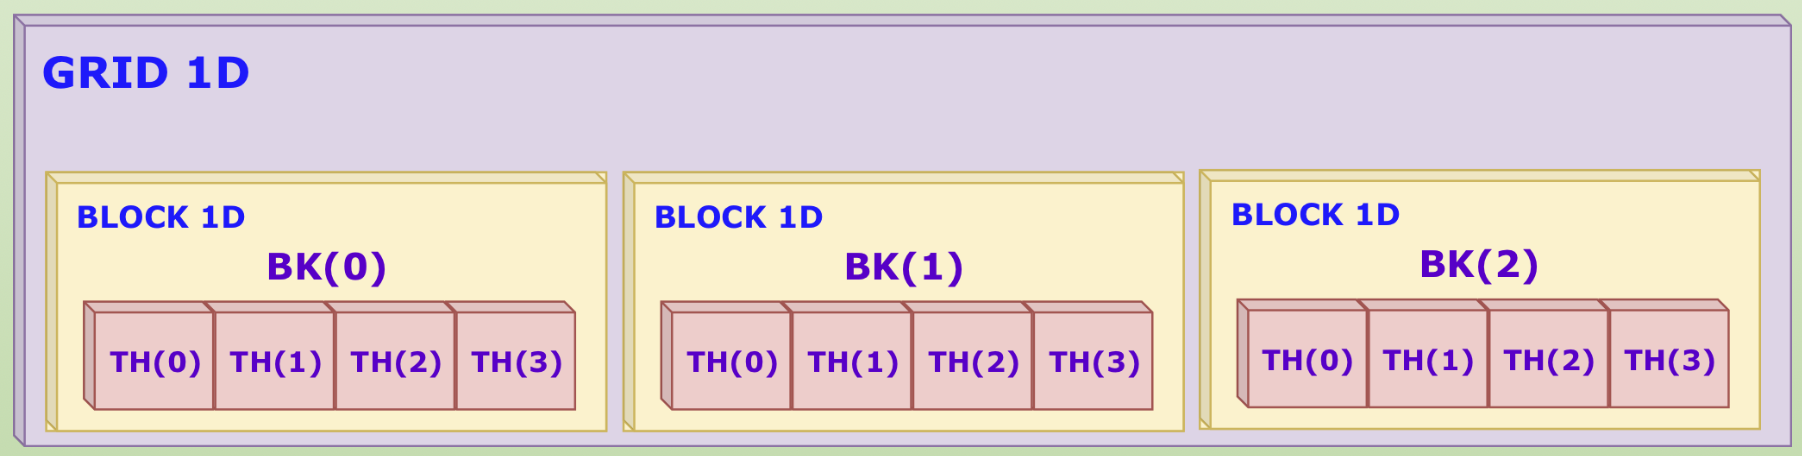 GRID 1D
BLOCK 1D
BK(0)
TH(0) TH(1) TH(2) TH(3)
BLOCK 1D
BK(1)
TH(0) TH(1) TH(2) TH(3)
BLOCK 1D
BK(2)
TH(0) TH(1) TH(2) TH(3)